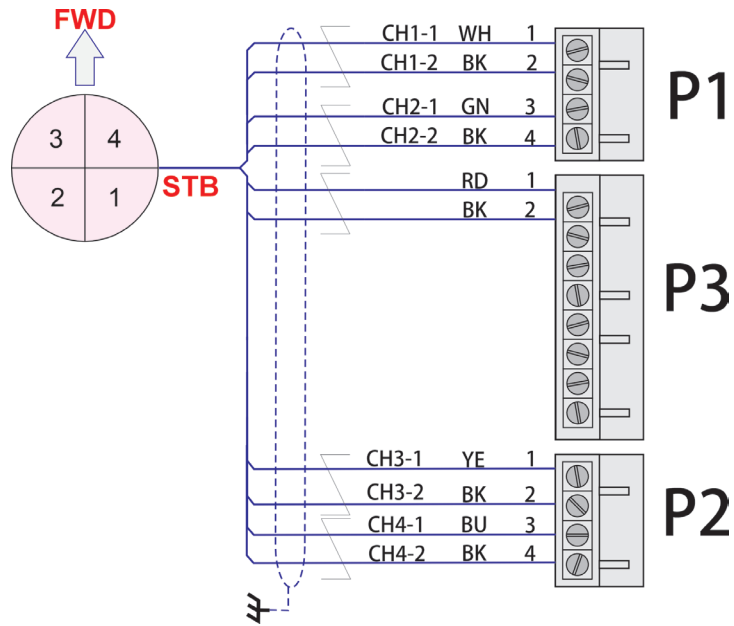 FWD
3 4
2 1
STB
CH1-1 WH 1
CH1-2 BK 2
CH2-1 GN 3
CH2-2 BK 4
P1
RD 1
BK 2
P3
CH3-1 YE 1
CH3-2 BK 2
CH4-1 BU 3
CH4-2 BK 4
P2